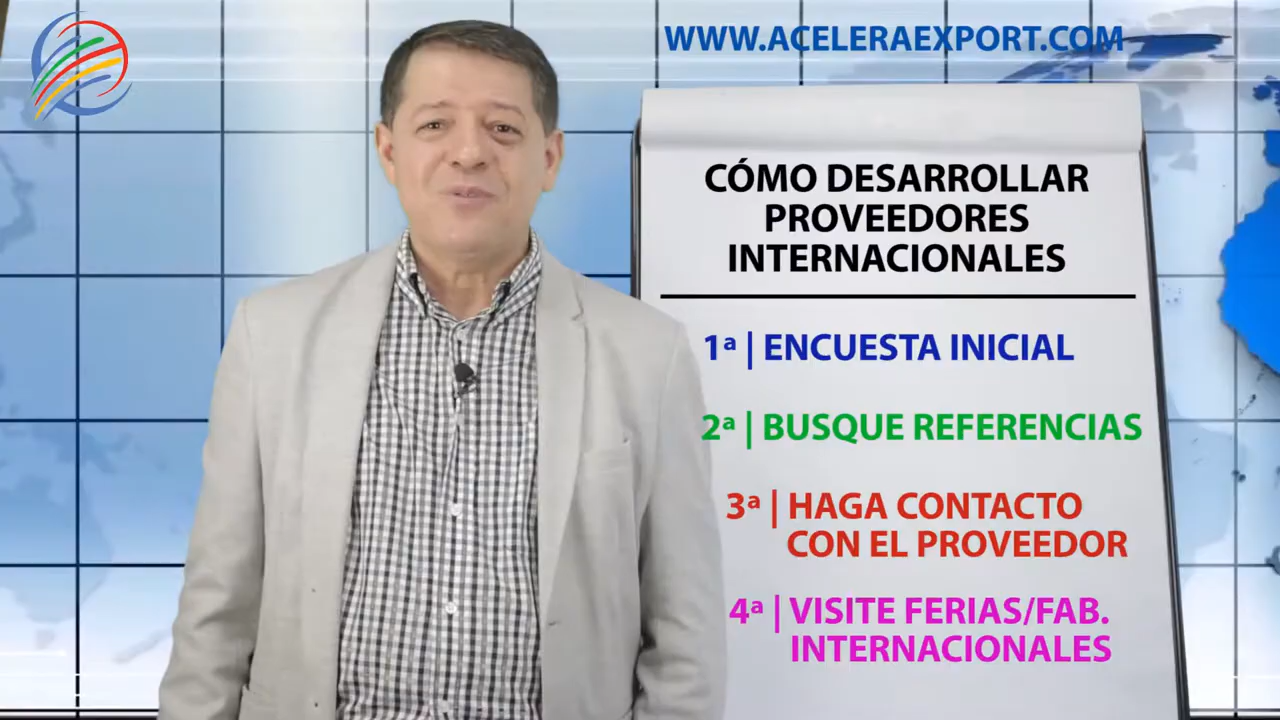 WWW.ACELERAEXPORT.COM
CÓMO DESARROLLAR
PROVEEDORES
INTERNACIONALES
1ª | ENCUESTA INICIAL
2ª | BUSQUE REFERENCIAS
3ª | HAGA CONTACTO
CON EL PROVEEDOR
4ª | VISITE FERIAS/FAB.
INTERNACIONALES